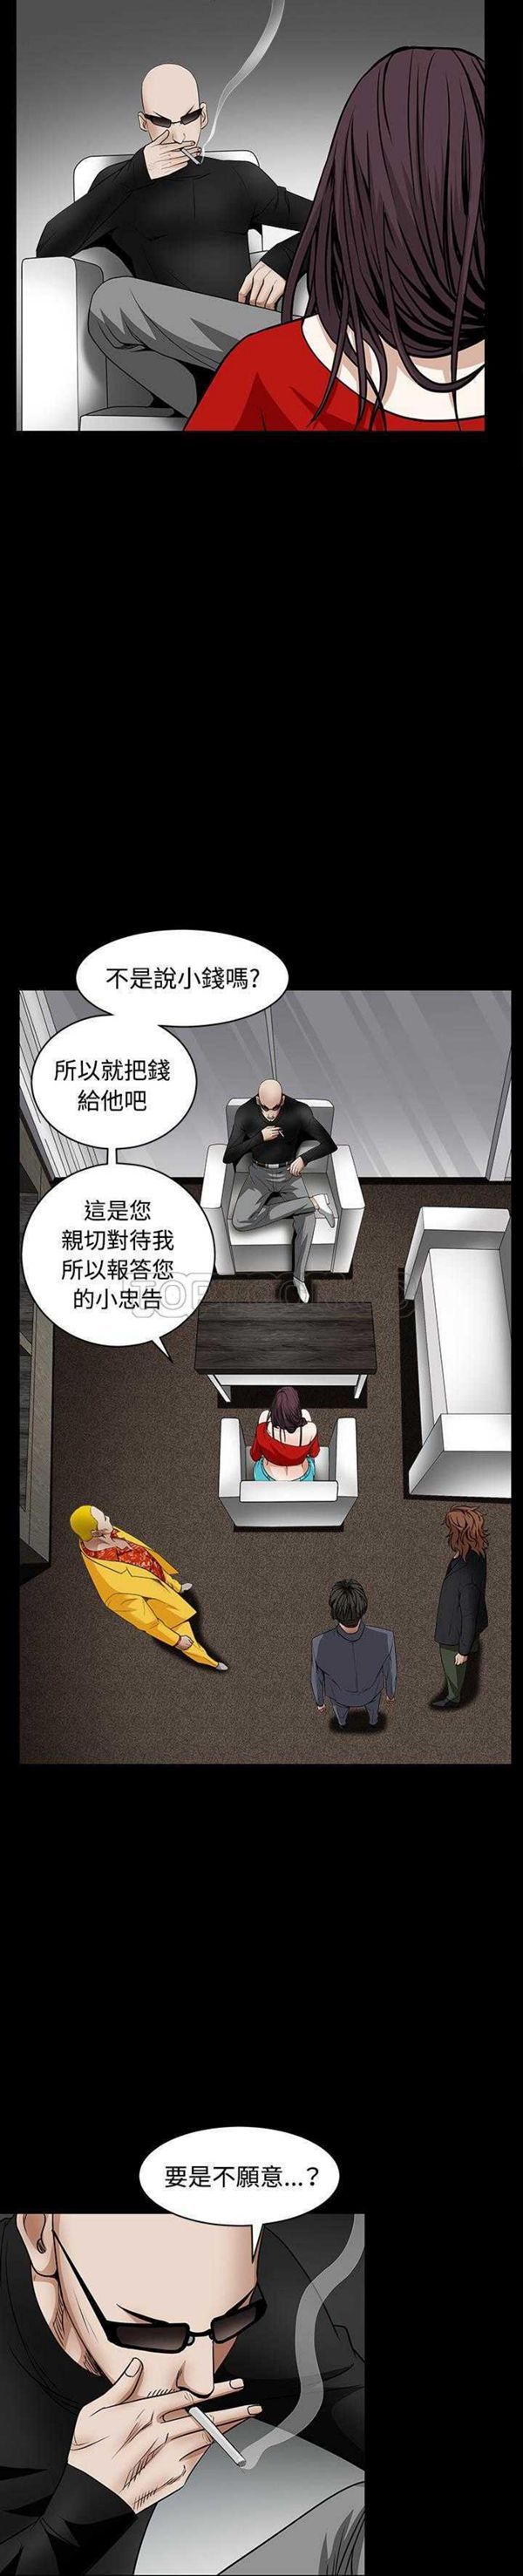 不是說小錢嗎?
所以就把錢
給他吧
這是您
親切對待我
所以報答您
的小忠告
要是不願意...?